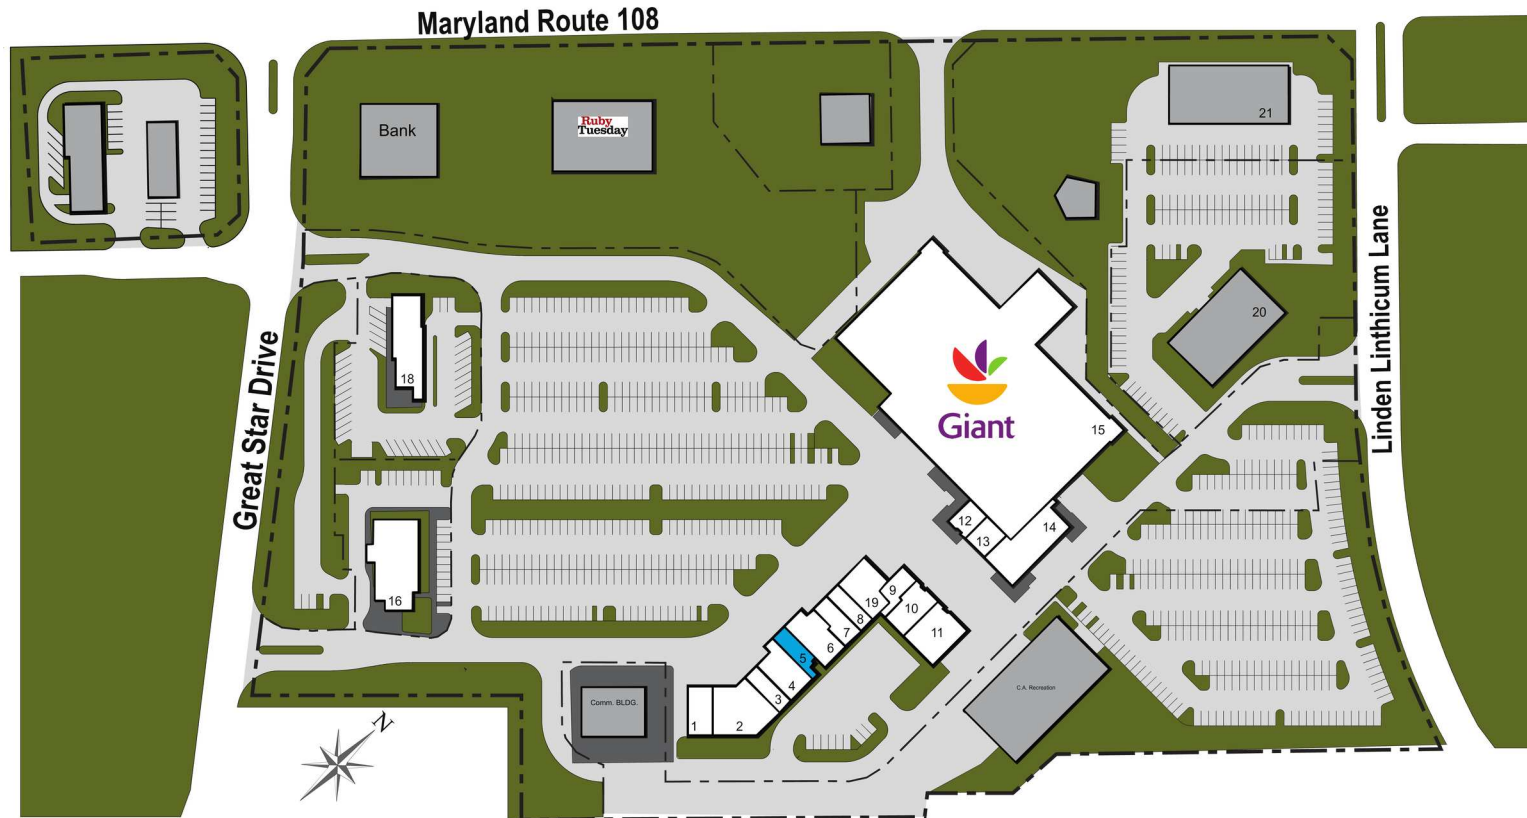 Maryland Route 108
Bank
Ruby
Tuesday
21
20
Great Star Drive
Linden Linthicum Lane
18
Giant
15
12
13
14
16
9
19
10
8
11
7
6
5
4
3
2
1
Comm. BLDG.
C.A. Recreation
N